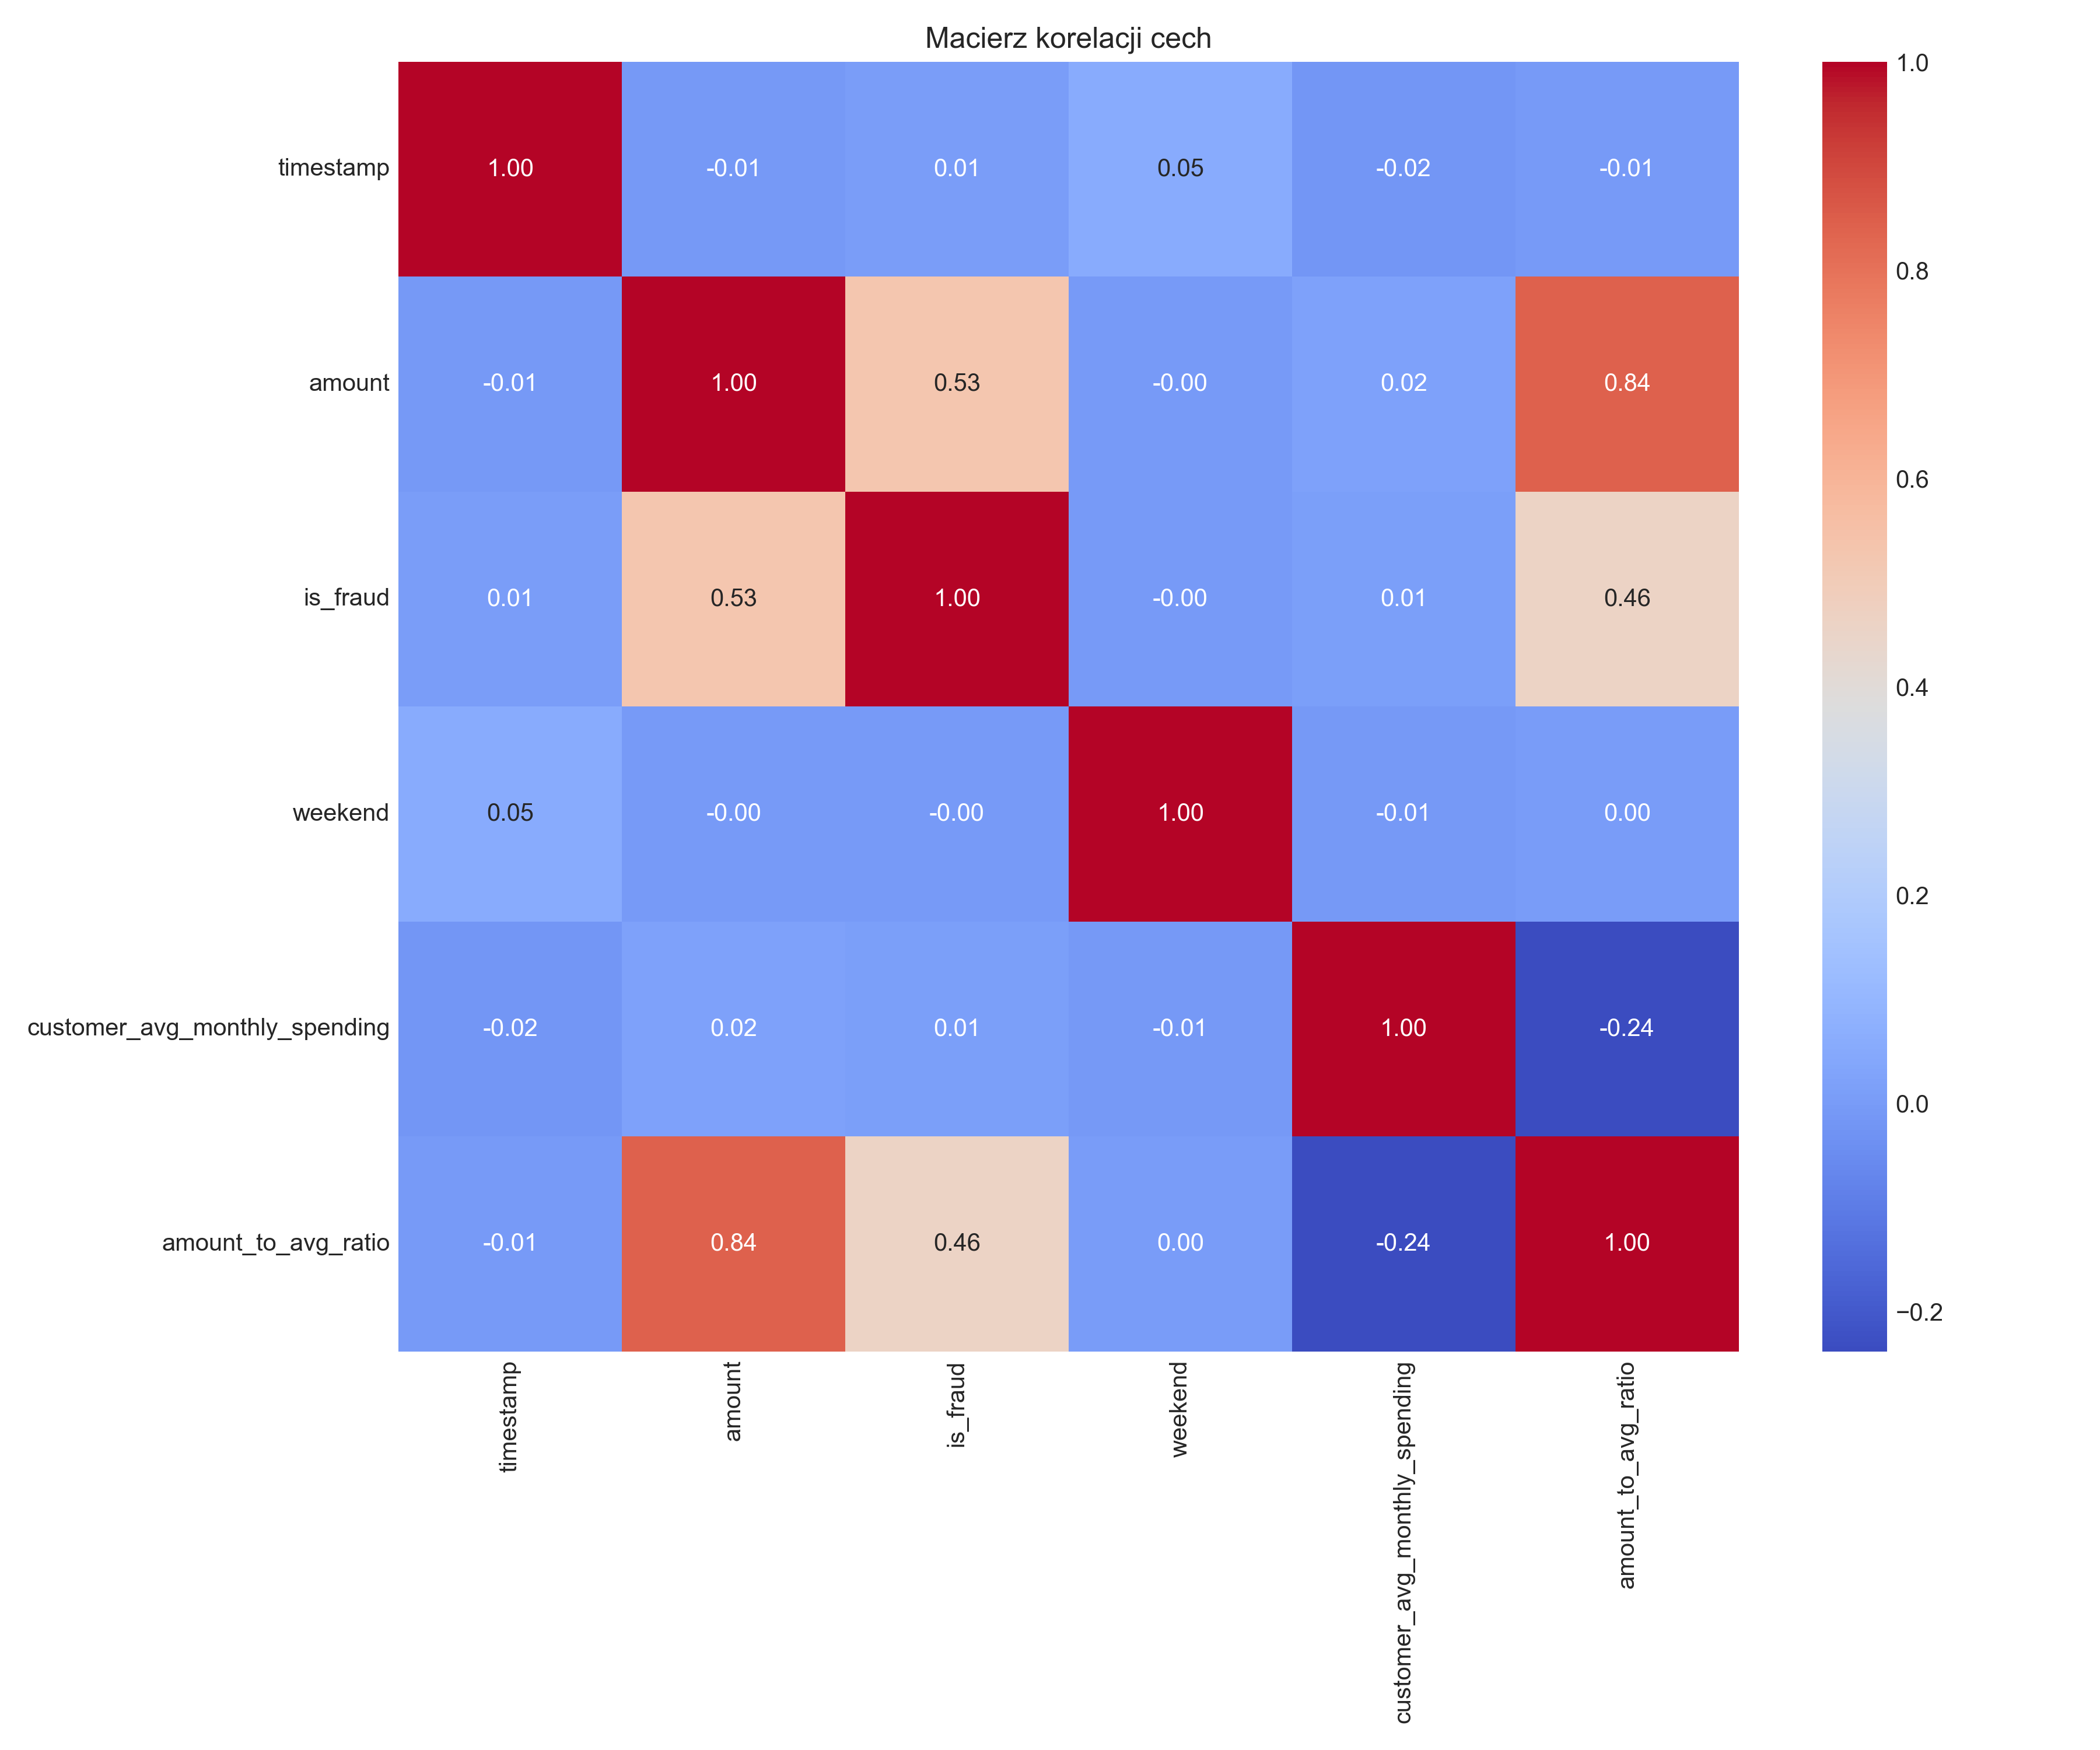 Macierz korelacji cech
timestamp 1.00 -0.01 0.01 0.05 -0.02 -0.01
amount -0.01 1.00 0.53 -0.00 0.02 0.84
is_fraud 0.01 0.53 1.00 -0.00 0.01 0.46
weekend 0.05 -0.00 -0.00 1.00 -0.01 0.00
customer_avg_monthly_spending -0.02 0.02 0.01 -0.01 1.00 -0.24
amount_to_avg_ratio -0.01 0.84 0.46 0.00 -0.24 1.00
timestamp
amount
is_fraud
weekend
customer_avg_monthly_spending
amount_to_avg_ratio
1.0
0.8
0.6
0.4
0.2
0.0
−0.2